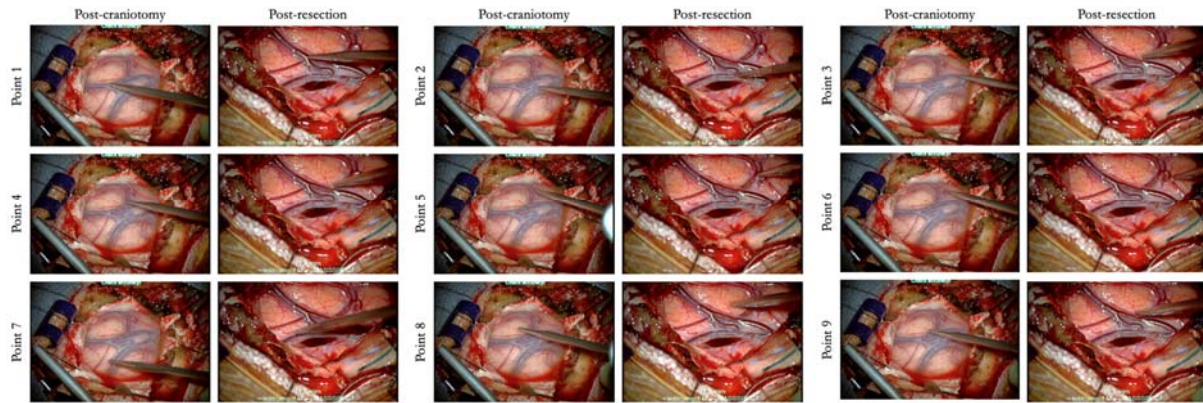 Post-craniotomy Post-resection Post-craniotomy Post-resection Post-craniotomy Post-resection
Point 1 Point 2 Point 3
Point 4 Point 5 Point 6
Point 7 Point 8 Point 9